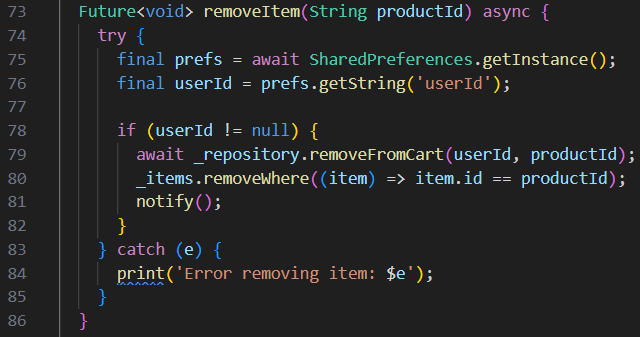 73 Future<void> removeItem(String productId) async {
74 try {
75 final prefs = await SharedPreferences.getInstance();
76 final userId = prefs.getString('userId');
77
78 if (userId != null) {
79 await _repository.removeFromCart(userId, productId);
80 _items.removeWhere((item) => item.id == productId);
81 notify();
82 }
83 } catch (e) {
84 print('Error removing item: $e');
85 }
86 }